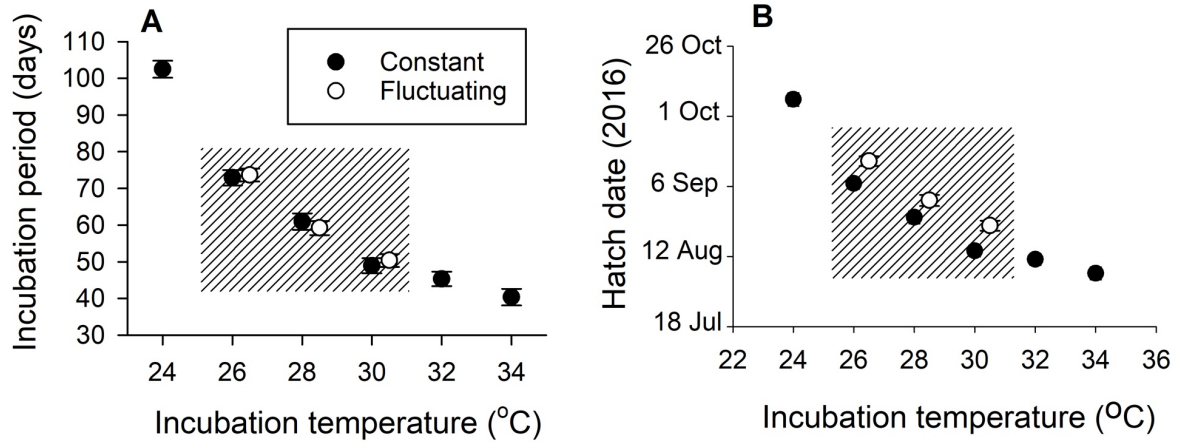 A
Incubation period (days)
110
100
90
80
70
60
50
40
30
Constant
Fluctuating
24 26 28 30 32 34
Incubation temperature (oC)
B
Hatch date (2016)
26 Oct
1 Oct
6 Sep
12 Aug
18 Jul
22 24 26 28 30 32 34 36
Incubation temperature (OC)